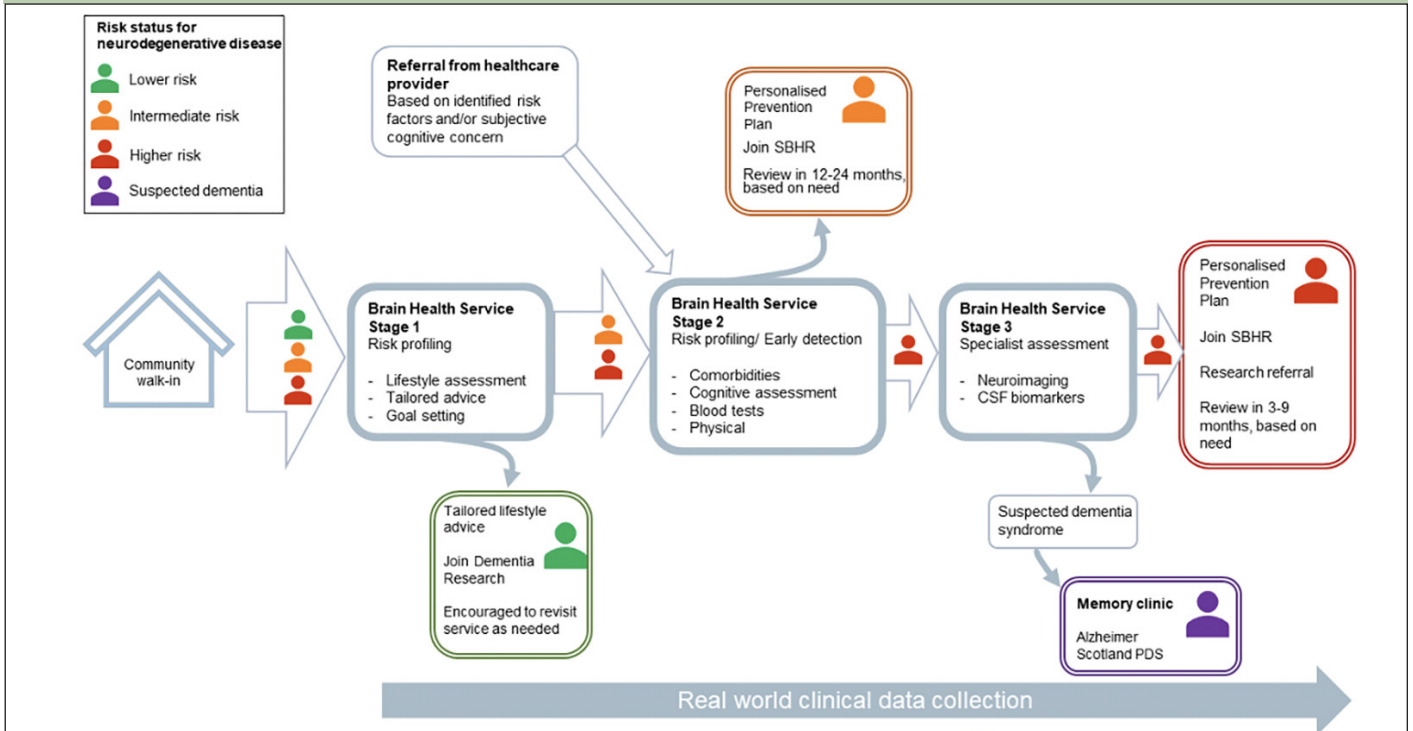 Risk status for
neurodegenerative disease
Lower risk
Intermediate risk
Higher risk
Suspected dementia
Referral from healthcare
provider
Based on identified risk
factors and/or subjective
cognitive concern
Personalised
Prevention
Plan
Join SBHR
Review in 12-24 months,
based on need
Community
walk-in
Brain Health Service
Stage 1
Risk profiling
- Lifestyle assessment
- Tailored advice
- Goal setting
Brain Health Service
Stage 2
Risk profiling/ Early detection
- Comorbidities
- Cognitive assessment
- Blood tests
- Physical
Brain Health Service
Stage 3
Specialist assessment
- Neuroimaging
- CSF biomarkers
Personalised
Prevention
Plan
Join SBHR
Research referral
Review in 3-9
months, based on
need
Tailored lifestyle
advice
Join Dementia
Research
Encouraged to revisit
service as needed
Suspected dementia
syndrome
Memory clinic
Alzheimer
Scotland PDS
Real world clinical data collection